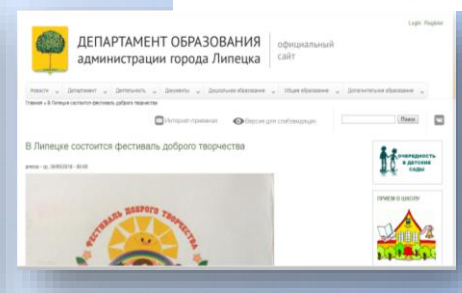 Login Register
ДЕПАРТАМЕНТ ОБРАЗОВАНИЯ
администрации города Липецка
официальный
сайт
Новости Департамент Деятельность Документы Дошкольное образование Общее образование Дополнительное образование
Главная » В Липецке состоится фестиваль доброго творчества
Интернет-приемная Версия для слабовидящих Поиск
В Липецке состоится фестиваль доброго творчества
ФЕСТИВАЛЬ ДОБРОГО ТВОРЧЕСТВА
ОЧЕРЕДНОСТЬ
В ДЕТСКИЕ
САДЫ
ПРИЕМ В ШКОЛУ